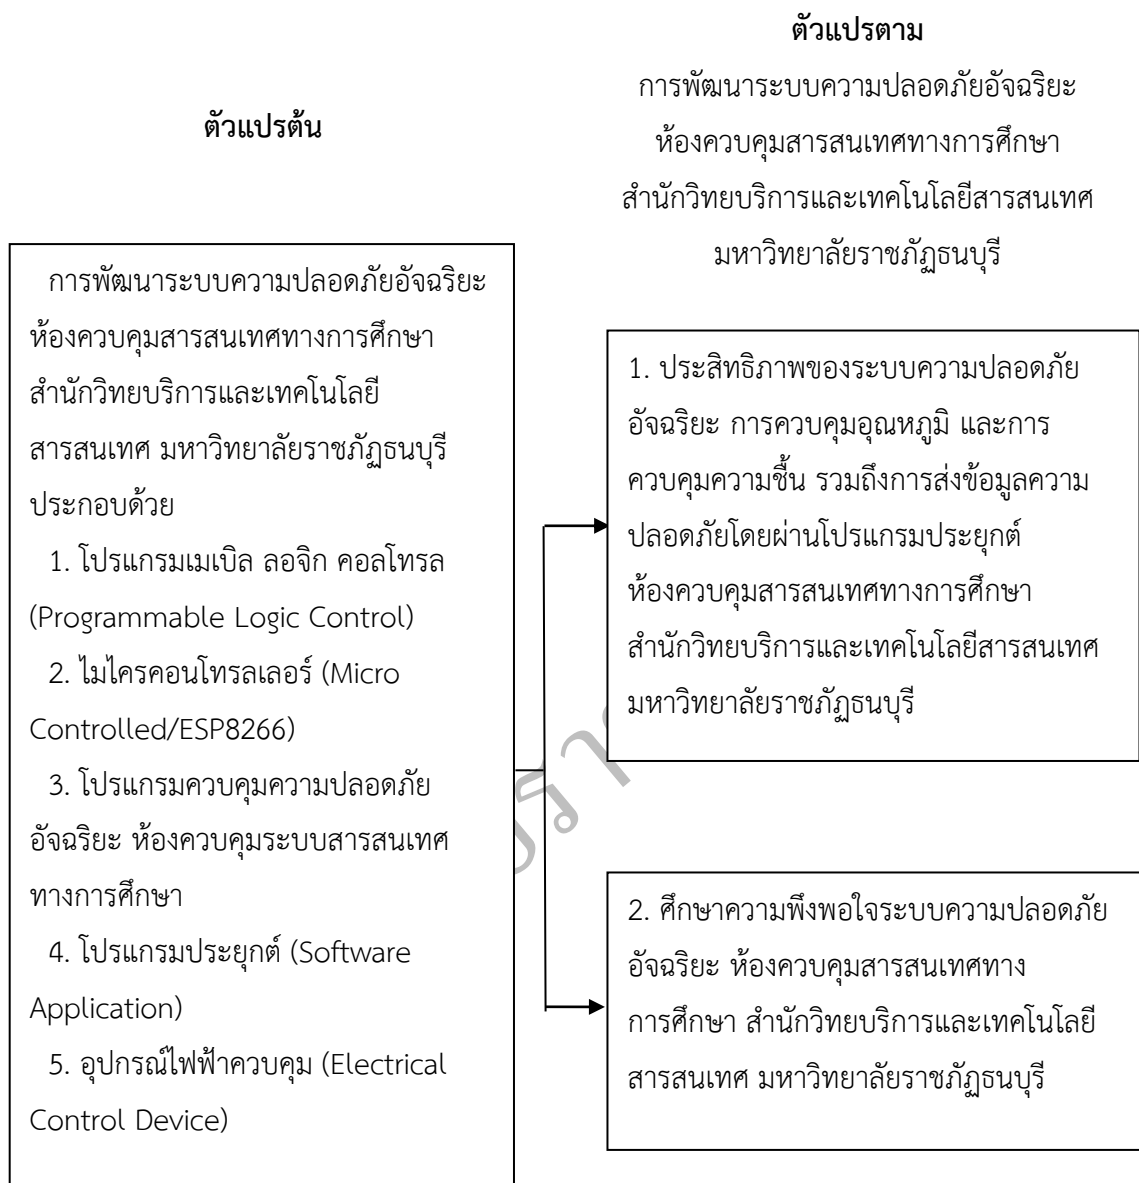 ตัวแปรต้น
การพัฒนาระบบความปลอดภัยอัจฉริยะ
ห้องควบคุมสารสนเทศทางการศึกษา
สำนักวิทยบริการและเทคโนโลยี
สารสนเทศ มหาวิทยาลัยราชภัฏธนบุรี
ประกอบด้วย
1. โปรแกรมเมเบิล ลอจิก คอลโทรล
(Programmable Logic Control)
2. ไมโครคอนโทรลเลอร์ (Micro
Controlled/ESP8266)
3. โปรแกรมควบคุมความปลอดภัย
อัจฉริยะ ห้องควบคุมระบบสารสนเทศ
ทางการศึกษา
4. โปรแกรมประยุกต์ (Software
Application)
5. อุปกรณ์ไฟฟ้าควบคุม (Electrical
Control Device)
ตัวแปรตาม
การพัฒนาระบบความปลอดภัยอัจฉริยะ
ห้องควบคุมสารสนเทศทางการศึกษา
สำนักวิทยบริการและเทคโนโลยีสารสนเทศ
มหาวิทยาลัยราชภัฏธนบุรี
1. ประสิทธิภาพของระบบความปลอดภัย
อัจฉริยะ การควบคุมอุณหภูมิ และการ
ควบคุมความชื้น รวมถึงการส่งข้อมูลความ
ปลอดภัยโดยผ่านโปรแกรมประยุกต์
ห้องควบคุมสารสนเทศทางการศึกษา
สำนักวิทยบริการและเทคโนโลยีสารสนเทศ
มหาวิทยาลัยราชภัฏธนบุรี
2. ศึกษาความพึงพอใจระบบความปลอดภัย
อัจฉริยะ ห้องควบคุมสารสนเทศทาง
การศึกษา สำนักวิทยบริการและเทคโนโลยี
สารสนเทศ มหาวิทยาลัยราชภัฏธนบุรี